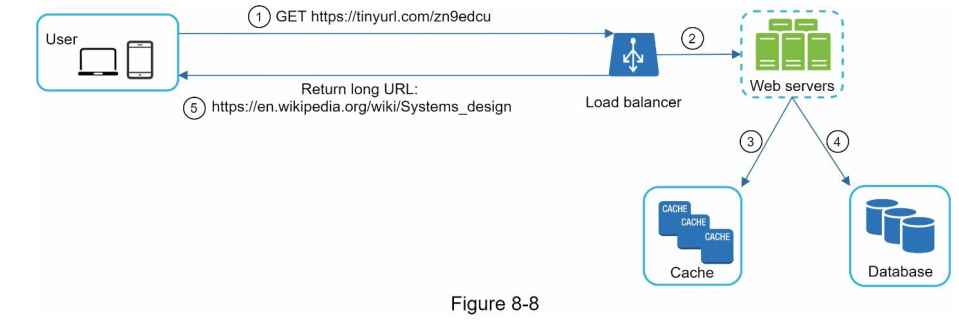 1 GET https://tinyurl.com/zn9edcu
User
2
Web servers
Load balancer
Return long URL:
5 https://en.wikipedia.org/wiki/Systems_design
3
4
CACHE
CACHE
CACHE
Cache
Database
Figure 8-8